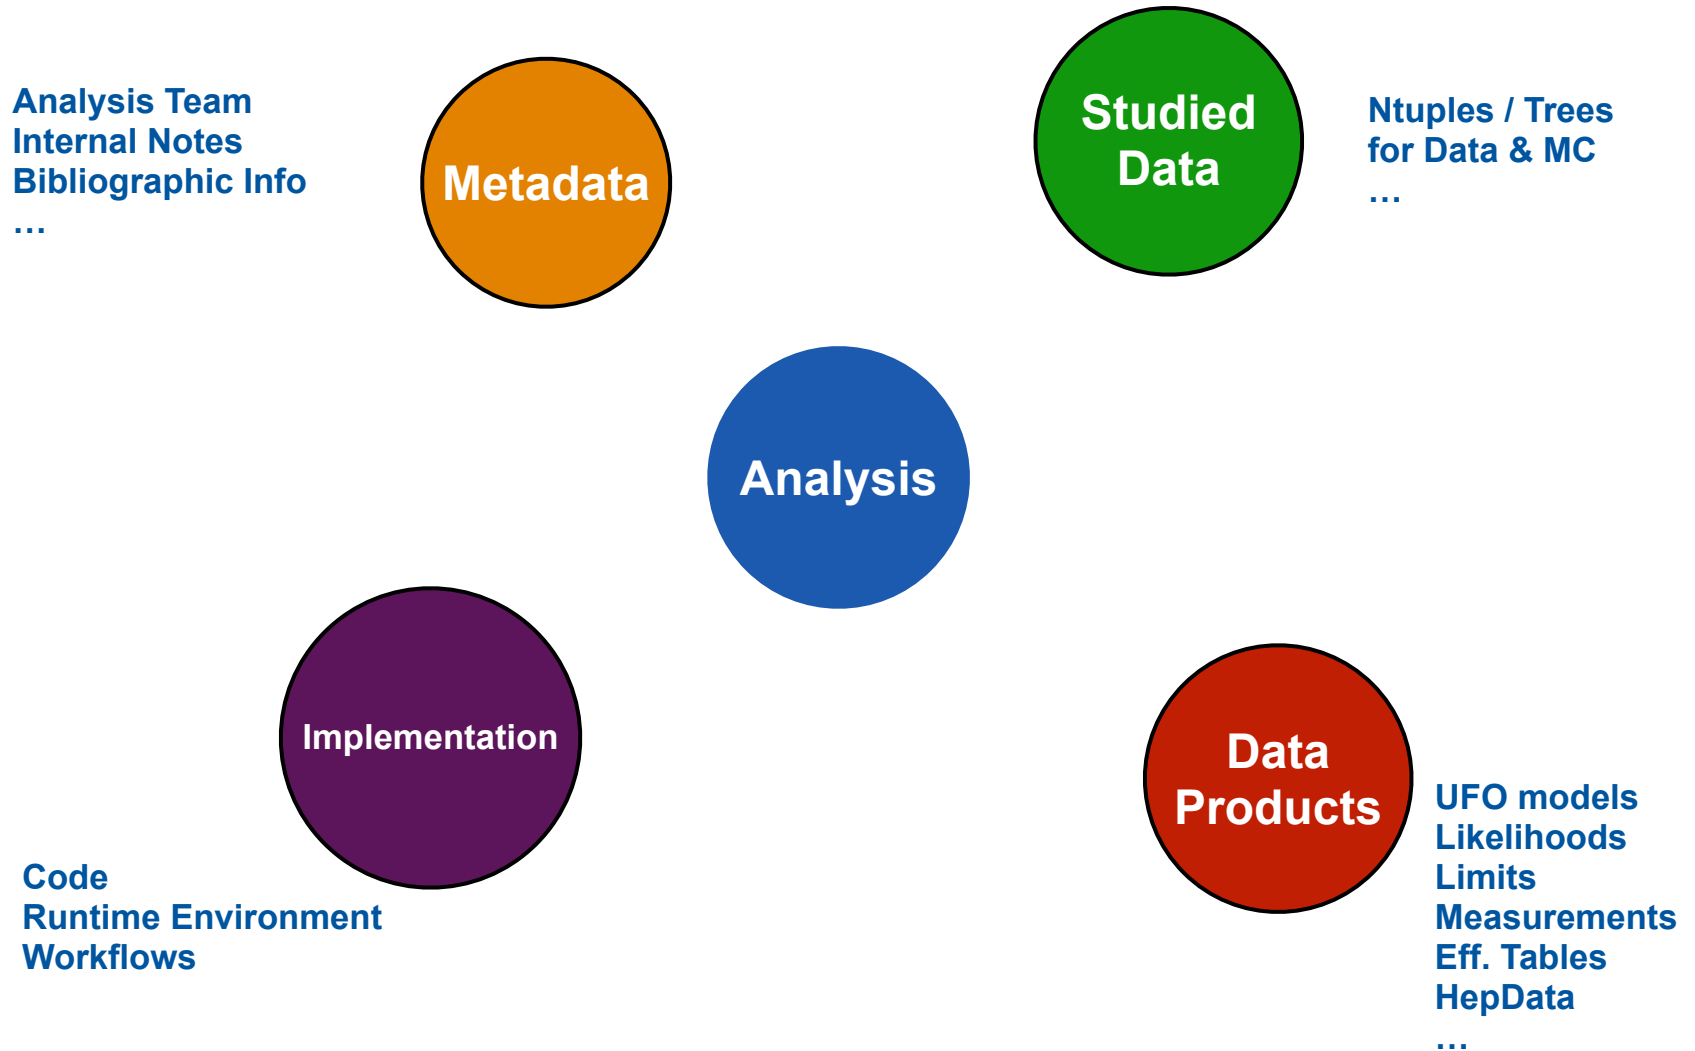 Analysis Team
Internal Notes
Bibliographic Info
…
Metadata
Studied
Data
Ntuples / Trees
for Data & MC
…
Analysis
Implementation
Code
Runtime Environment
Workflows
Data
Products
UFO models
Likelihoods
Limits
Measurements
Eff. Tables
HepData
…